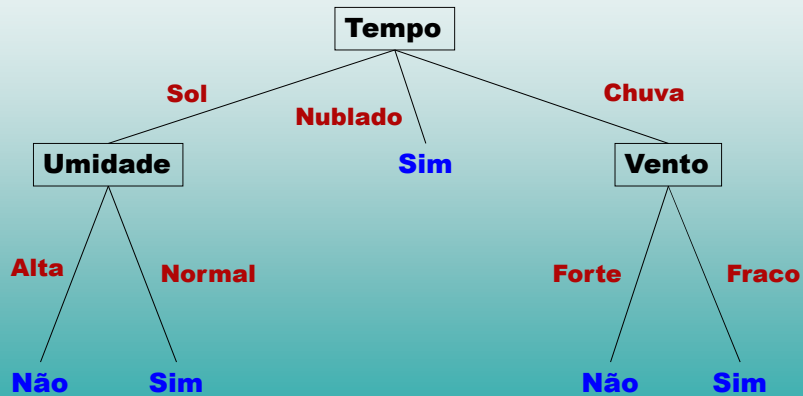 Tempo
Sol
Nublado
Chuva
Umidade
Sim
Vento
Alta
Normal
Forte
Fraco
Não
Sim
Não
Sim